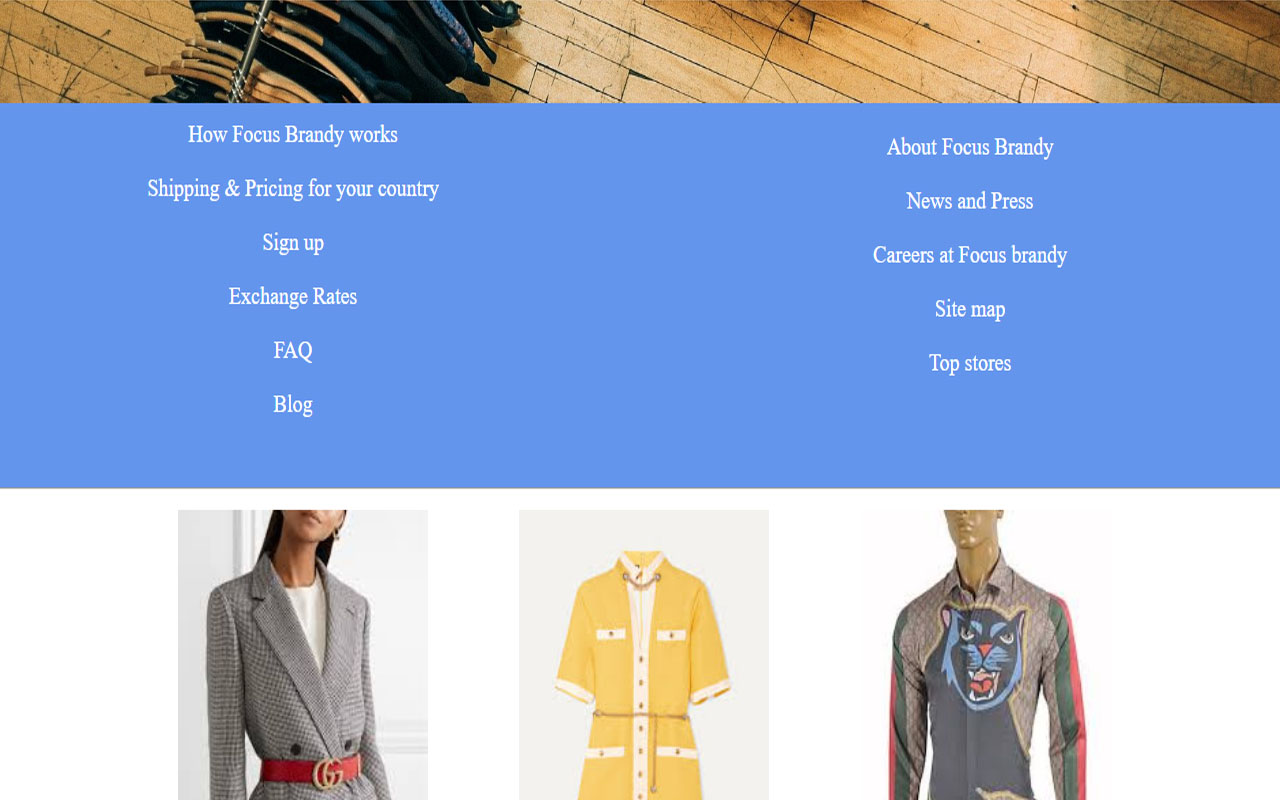 How Focus Brandy works
Shipping & Pricing for your country
Sign up
Exchange Rates
FAQ
Blog
About Focus Brandy
News and Press
Careers at Focus brandy
Site map
Top stores